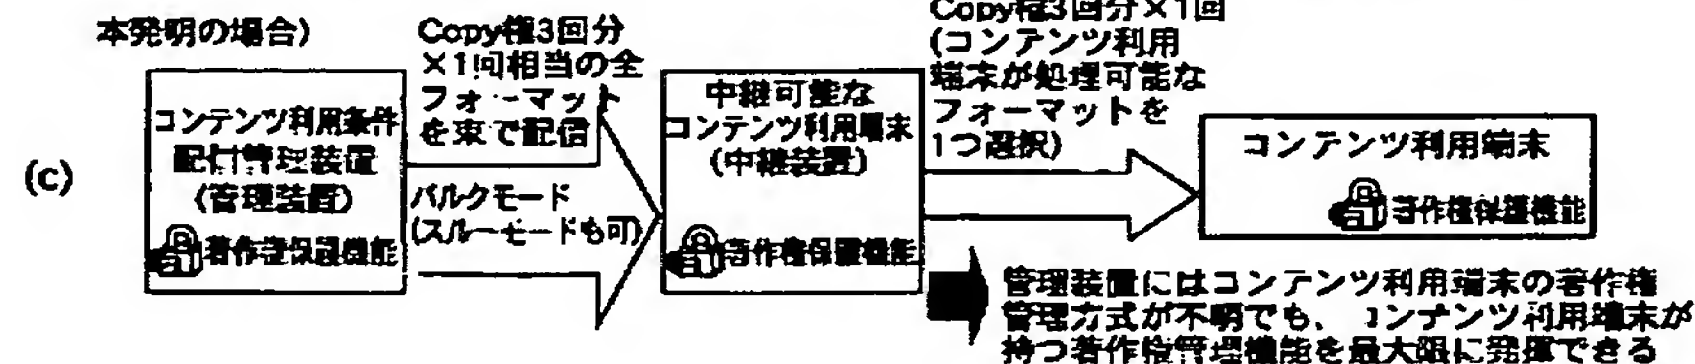 本発明の場合)
Copy権3回分
×1回相当の全
フォーマット
を束で配信
バルクモード
(スルーモードも可)
(c)
コンテンツ利用条件
配信管理装置
(管理装置)
著作権保護機能
中継可能な
コンテンツ利用端末
(中継装置)
著作権保護機能
Copy権3回分×1回
(コンテンツ利用
端末が処理可能な
フォーマットを
1つ選択)
コンテンツ利用端末
著作権保護機能
管理装置にはコンテンツ利用端末の著作権
管理方式が不明でも、コンテンツ利用端末が
持つ著作権管理機能を最大限に発揮できる